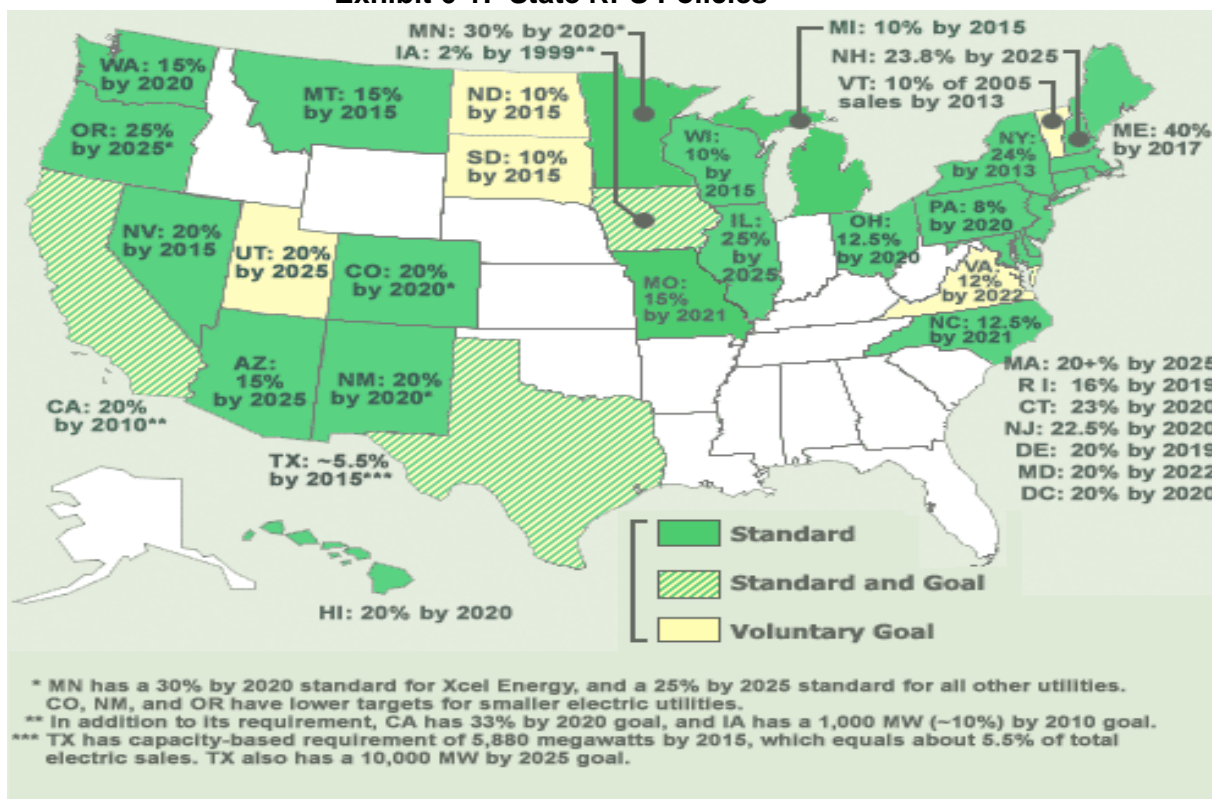 MN: 30% by 2020*
IA: 2% by 1999**
MI: 10% by 2015
NH: 23.8% by 2025
VT: 10% of 2005
sales by 2013
WA: 15%
by 2020
MT: 15%
by 2015
ND: 10%
by 2015
OR: 25%
by 2025*
SD: 10%
by 2015
WI:
10%
by
2015
NY:
24%
by 2013
ME: 40%
by 2017
NV: 20%
by 2015
UT: 20%
by 2025
CO: 20%
by 2020*
IL:
25%
by
2025
OH:
12.5%
by 2020
PA: 8%
by 2020
MO:
15%
by 2021
VA:
12%
by 2022
NC: 12.5%
by 2021
AZ:
15%
by 2025
NM: 20%
by 2020*
CA: 20%
by 2010**
TX: ~5.5%
by 2015***
MA: 20+% by 2025
R I: 16% by 2019
CT: 23% by 2020
NJ: 22.5% by 2020
DE: 20% by 2019
MD: 20% by 2022
DC: 20% by 2020
HI: 20% by 2020
Standard
Standard and Goal
Voluntary Goal
* MN has a 30% by 2020 standard for Xcel Energy, and a 25% by 2025 standard for all other utilities.
CO, NM, and OR have lower targets for smaller electric utilities.
** In addition to its requirement, CA has 33% by 2020 goal, and IA has a 1,000 MW (~10%) by 2010 goal.
*** TX has capacity-based requirement of 5,880 megawatts by 2015, which equals about 5.5% of total
electric sales. TX also has a 10,000 MW by 2025 goal.